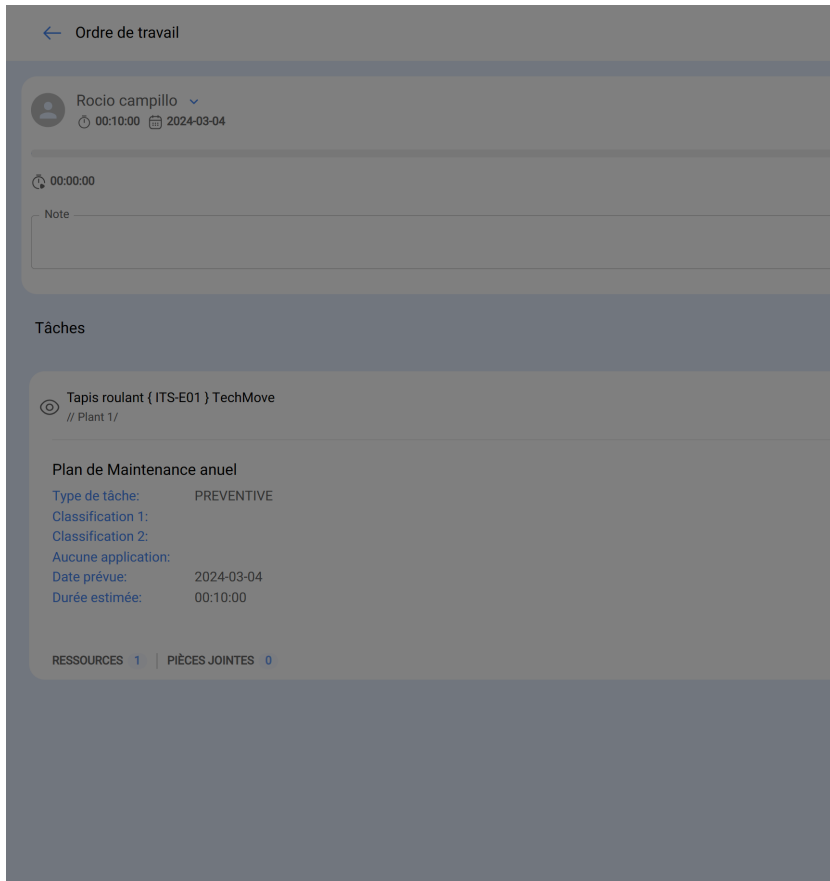 Ordre de travail
Rocio campillo
00:10:00 2024-03-04
00:00:00
Note
Tâches
Tapis roulant { ITS-E01 } TechMove
// Plant 1/
Plan de Maintenance anuel
Type de tâche: PREVENTIVE
Classification 1:
Classification 2:
Aucune application:
Date prévue: 2024-03-04
Durée estimée: 00:10:00
RESSOURCES 1 | PIÈCES JOINTES 0